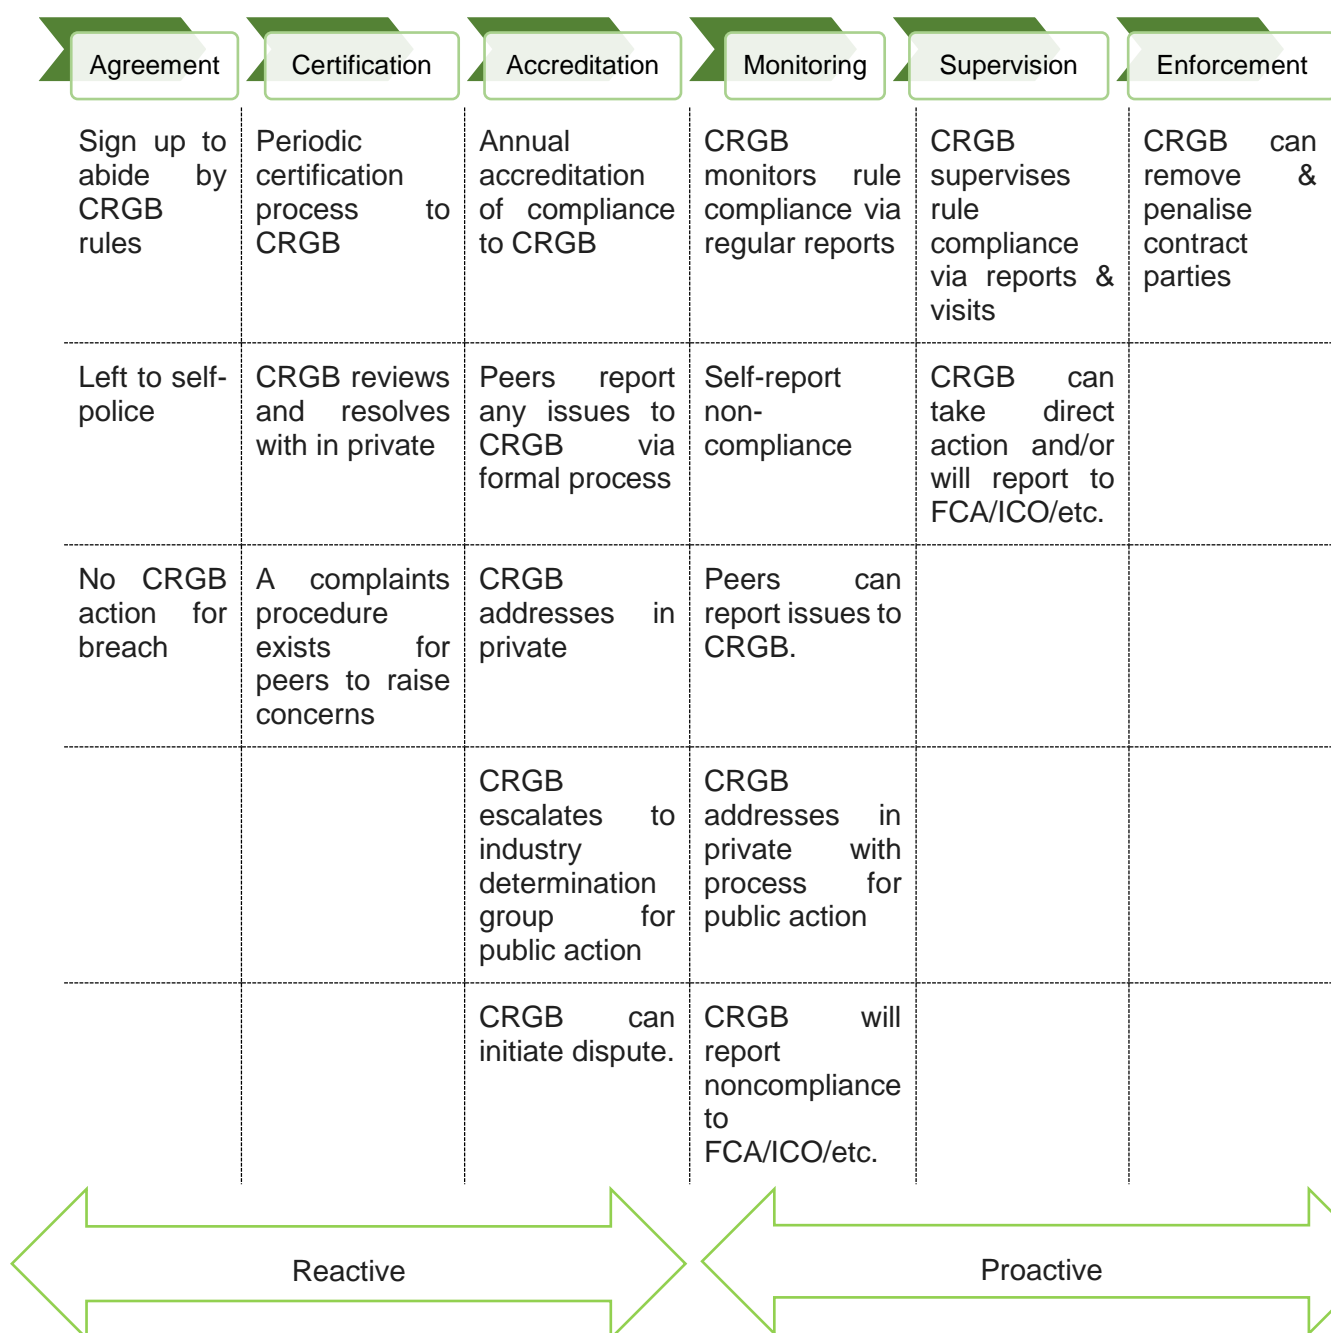 Agreement
Certification
Accreditation
Monitoring
Supervision
Enforcement
Sign up to
abide by
CRGB
rules
Periodic
certification
process to
CRGB
Annual
accreditation
of compliance
to CRGB
CRGB
monitors rule
compliance via
regular reports
CRGB
supervises
rule
compliance
via reports &
visits
CRGB can
remove &
penalise
contract
parties
Left to self-
police
CRGB reviews
and resolves
with in private
Peers report
any issues to
CRGB via
formal process
Self-report
non-
compliance
CRGB can
take direct
action and/or
will report to
FCA/ICO/etc.
No CRGB
action for
breach
A complaints
procedure
exists for
peers to raise
concerns
CRGB
addresses in
private
Peers can
report issues to
CRGB.
CRGB
escalates to
industry
determination
group for
public action
CRGB
addresses in
private with
process for
public action
CRGB can
initiate dispute.
CRGB will
report
noncompliance
to
FCA/ICO/etc.
Reactive
Proactive